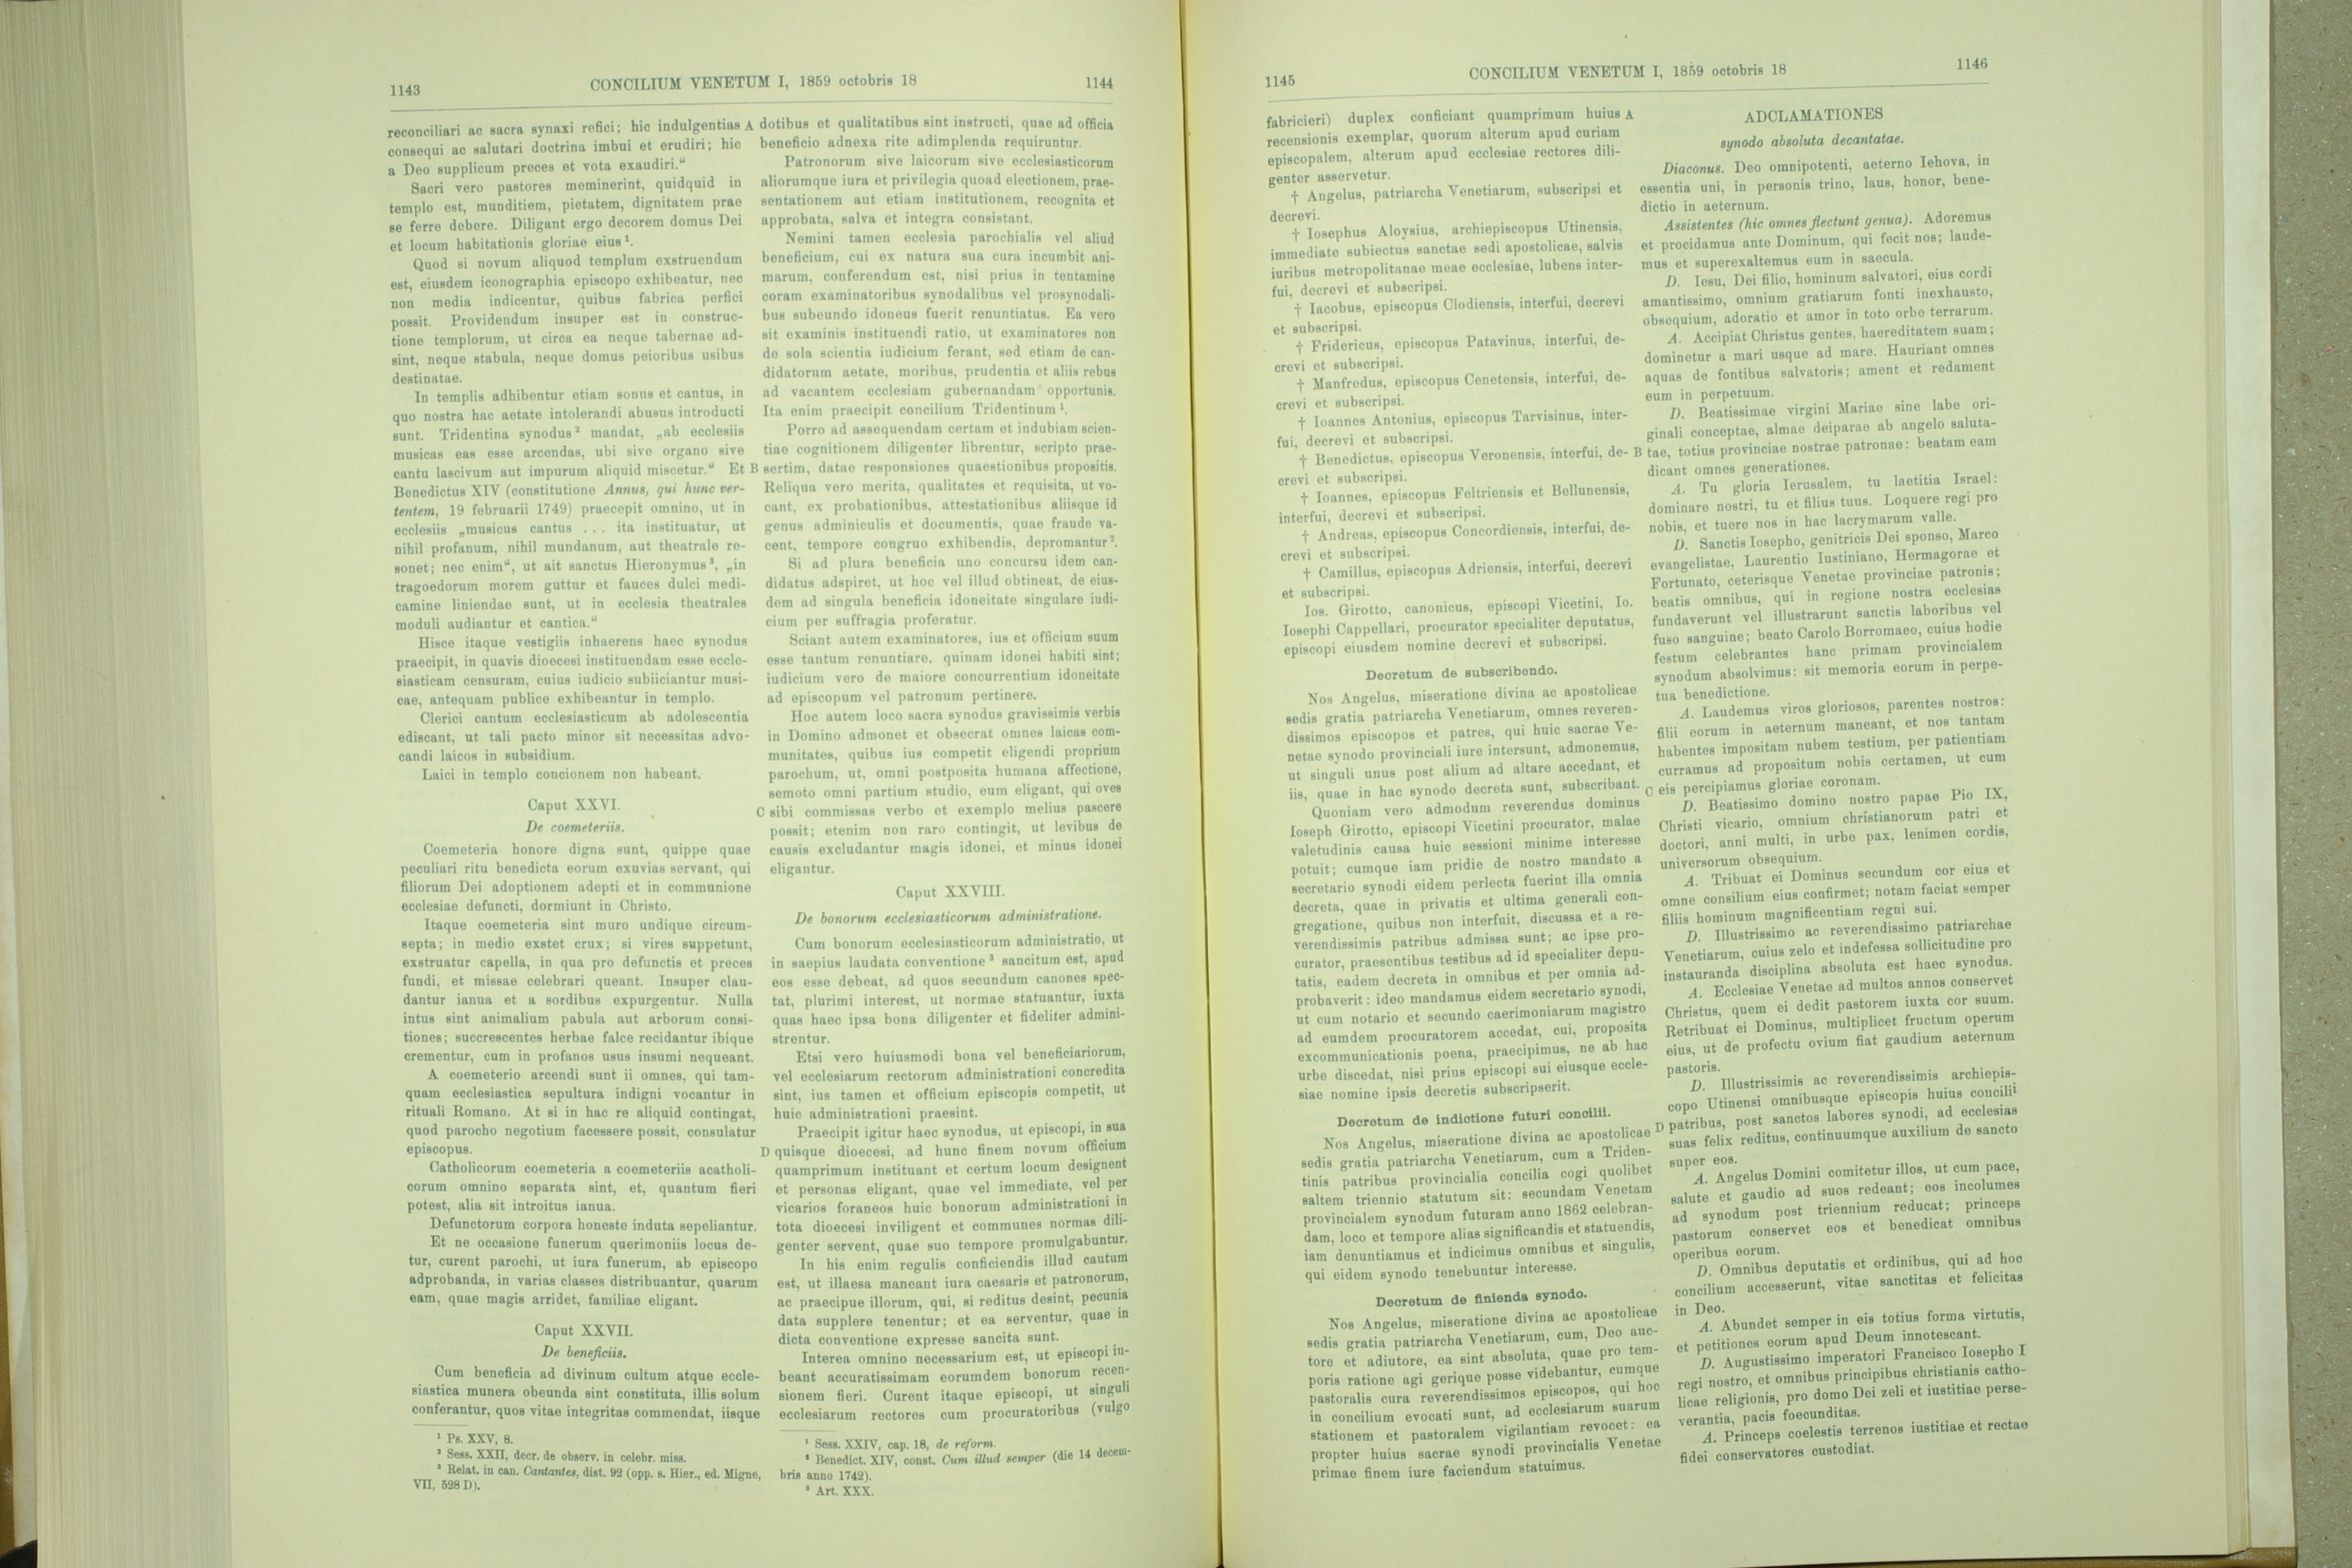 1143
CONCILIUM VENETUM I, 1859 octobris 18
1144
reconciliari ac sacra synaxi refici; hic indulgentias
consequi ac salutari doctrina imbui et erudiri; hic
a Deo supplicum preces et vota exaudiri.“
Sacri vero pastores meminerint, quidquid in
templo est, munditiem, pietatem, dignitatem prae
se ferre debere. Diligant ergo decorem domus Dei
et locum habitationis gloriae eius ¹.
Quod si novum aliquod templum exstruendum
est, eiusdem iconographia episcopo exhibeatur, nec
non media indicentur, quibus fabrica perfici
possit. Providendum insuper est in construc-
tione templorum, ut circa ea neque tabernae ad-
sint, neque stabula, neque domus peioribus usibus
destinatae.
In templis adhibentur etiam sonus et cantus, in
quo nostra hac aetate intolerandi abusus introducti
sunt. Tridentina synodus ² mandat, „ab ecclesiis
musicas eas esse arcendas, ubi sive organo sive
cantu lascivum aut impurum aliquid miscetur.“ Et
Benedictus XIV (constitutione Annus, qui hunc ver-
tentem, 19 februarii 1749) praecepit omnino, ut in
ecclesiis „musicus cantus . . . ita instituatur, ut
nihil profanum, nihil mundanum, aut theatrale re-
sonet; nec enim“, ut ait sanctus Hieronymus ³, „in
tragoedorum morem guttur et fauces dulci medi-
camine liniendae sunt, ut in ecclesia theatrales
moduli audiantur et cantica.“
Hisce itaque vestigiis inhaerens haec synodus
praecipit, in quavis dioecesi instituendam esse eccle-
siasticam censuram, cuius iudicio subiiciantur musi-
cae, antequam publice exhibeantur in templo.
Clerici cantum ecclesiasticum ab adolescentia
ediscant, ut tali pacto minor sit necessitas advo-
candi laicos in subsidium.
Laici in templo concionem non habeant.
Caput XXVI.
De coemeteriis.
Coemeteria honore digna sunt, quippe quae
peculiari ritu benedicta eorum exuvias servant, qui
filiorum Dei adoptionem adepti et in communione
ecclesiae defuncti, dormiunt in Christo.
Itaque coemeteria sint muro undique circum-
septa; in medio exstet crux; si vires suppetunt,
exstruatur capella, in qua pro defunctis et preces
fundi, et missae celebrari queant. Insuper clau-
dantur ianua et a sordibus expurgentur. Nulla
intus sint animalium pabula aut arborum consi-
tiones; succrescentes herbae falce recidantur ibique
crementur, cum in profanos usus insumi nequeant.
A coemeterio arcendi sunt ii omnes, qui tam-
quam ecclesiastica sepultura indigni vocantur in
rituali Romano. At si in hac re aliquid contingat,
quod parocho negotium facessere possit, consulatur
episcopus.
Catholicorum coemeteria a coemeteriis acatholi-
corum omnino separata sint, et, quantum fieri
potest, alia sit introitus ianua.
Defunctorum corpora honeste induta sepeliantur.
Et ne occasione funerum querimoniis locus de-
tur, curent parochi, ut iura funerum, ab episcopo
adprobanda, in varias classes distribuantur, quarum
eam, quae magis arridet, familiae eligant.
Caput XXVII.
De beneficiis.
Cum beneficia ad divinum cultum atque eccle-
siastica munera obeunda sint constituta, illis solum
conferantur, quos vitae integritas commendat, iisque
¹ Ps. XXV, 8.
² Sess. XXII, decr. de observ. in celebr. miss.
³ Relat. in can. Cantantes, dist. 92 (opp. s. Hier., ed. Migne,
VII, 528 D).
A dotibus et qualitatibus sint instructi, quae ad officia
beneficio adnexa rite adimplenda requiruntur.
Patronorum sive laicorum sive ecclesiasticorum
aliorumque iura et privilegia quoad electionem, prae-
sentationem aut etiam institutionem, recognita et
approbata, salva et integra consistant.
Nemini tamen ecclesia parochialis vel aliud
beneficium, cui ex natura sua cura incumbit ani-
marum, conferendum est, nisi prius in tentamine
coram examinatoribus synodalibus vel prosynodali-
bus subeundo idoneus fuerit renuntiatus. Ea vero
sit examinis instituendi ratio, ut examinatores non
de sola scientia iudicium ferant, sed etiam de can-
didatorum aetate, moribus, prudentia et aliis rebus
ad vacantem ecclesiam gubernandam opportunis.
Ita enim praecipit concilium Tridentinum ¹.
Porro ad assequendam certam et indubiam scien-
tiae cognitionem diligenter librentur, scripto prae-
B sertim, datae responsiones quaestionibus propositis.
Reliqua vero merita, qualitates et requisita, ut vo-
cant, ex probationibus, attestationibus aliisque id
genus adminiculis et documentis, quae fraude va-
cent, tempore congruo exhibendis, depromantur ².
Si ad plura beneficia uno concursu idem can-
didatus adspiret, ut hoc vel illud obtineat, de eius-
dem ad singula beneficia idoneitate singulare iudi-
cium per suffragia proferatur.
Sciant autem examinatores, ius et officium suum
esse tantum renuntiare, quinam idonei habiti sint;
iudicium vero de maiore concurrentium idoneitate
ad episcopum vel patronum pertinere.
Hoc autem loco sacra synodus gravissimis verbis
in Domino admonet et obsecrat omnes laicas com-
munitates, quibus ius competit eligendi proprium
parochum, ut, omni postposita humana affectione,
semoto omni partium studio, eum eligant, qui oves
C sibi commissas verbo et exemplo melius pascere
possit; etenim non raro contingit, ut levibus de
causis excludantur magis idonei, et minus idonei
eligantur.
Caput XXVIII.
De bonorum ecclesiasticorum administratione.
Cum bonorum ecclesiasticorum administratio, ut
in saepius laudata conventione ³ sancitum est, apud
eos esse debeat, ad quos secundum canones spec-
tat, plurimi interest, ut normae statuantur, iuxta
quas haec ipsa bona diligenter et fideliter admini-
strentur.
Etsi vero huiusmodi bona vel beneficiariorum,
vel ecclesiarum rectorum administrationi concredita
sint, ius tamen et officium episcopis competit, ut
huic administrationi praesint.
Praecipit igitur haec synodus, ut episcopi, in sua
D quisque dioecesi, ad hunc finem novum officium
quamprimum instituant et certum locum designent
et personas eligant, quae vel immediate, vel per
vicarios foraneos huic bonorum administrationi in
tota dioecesi invigilent et communes normas dili-
genter servent, quae suo tempore promulgabuntur.
In his enim regulis conficiendis illud cautum
est, ut illaesa maneant iura caesaris et patronorum,
ac praecipue illorum, qui, si reditus desint, pecunia
data supplere tenentur; et ea serventur, quae in
dicta conventione expresse sancita sunt.
Interea omnino necessarium est, ut episcopi iu-
beant accuratissimam eorumdem bonorum recen-
sionem fieri. Curent itaque episcopi, ut singuli
ecclesiarum rectores cum procuratoribus (vulgo
¹ Sess. XXIV, cap. 18, de reform.
² Benedict. XIV, const. Cum illud semper (die 14 decem-
bris anno 1742).
³ Art. XXX.
1145
CONCILIUM VENETUM I, 1859 octobris 18
1146
fabricieri) duplex conficiant quamprimum huius
recensionis exemplar, quorum alterum apud curiam
episcopalem, alterum apud ecclesiae rectores dili-
genter asservetur.
† Angelus, patriarcha Venetiarum, subscripsi et
decrevi.
† Iosephus Aloysius, archiepiscopus Utinensis,
immediate subiectus sanctae sedi apostolicae, salvis
iuribus metropolitanae meae ecclesiae, lubens inter-
fui, decrevi et subscripsi.
† Iacobus, episcopus Clodiensis, interfui, decrevi
et subscripsi.
† Fridericus, episcopus Patavinus, interfui, de-
crevi et subscripsi.
† Manfredus, episcopus Cenetensis, interfui, de-
crevi et subscripsi.
† Ioannes Antonius, episcopus Tarvisinus, inter-
fui, decrevi et subscripsi.
† Benedictus, episcopus Veronensis, interfui, de-
crevi et subscripsi.
† Ioannes, episcopus Feltriensis et Bellunensis,
interfui, decrevi et subscripsi.
† Andreas, episcopus Concordiensis, interfui, de-
crevi et subscripsi.
† Camillus, episcopus Adriensis, interfui, decrevi
et subscripsi.
Ios. Girotto, canonicus, episcopi Vicetini, Io.
Iosephi Cappellari, procurator specialiter deputatus,
episcopi eiusdem nomine decrevi et subscripsi.
Decretum de subscribendo.
Nos Angelus, miseratione divina ac apostolicae
sedis gratia patriarcha Venetiarum, omnes reveren-
dissimos episcopos et patres, qui huic sacrae Ve-
netae synodo provinciali iure intersunt, admonemus,
ut singuli unus post alium ad altare accedant, et
iis, quae in hac synodo decreta sunt, subscribant.
Quoniam vero admodum reverendus dominus
Ioseph Girotto, episcopi Vicetini procurator, malae
valetudinis causa huic sessioni minime interesse
potuit; cumque iam pridie de nostro mandato a
secretario synodi eidem perlecta fuerint illa omnia
decreta, quae in privatis et ultima generali con-
gregatione, quibus non interfuit, discussa et a re-
verendissimis patribus admissa sunt; ac ipse pro-
curator, praesentibus testibus ad id specialiter depu-
tatis, eadem decreta in omnibus et per omnia ad-
probaverit: ideo mandamus eidem secretario synodi,
ut cum notario et secundo caerimoniarum magistro
ad eumdem procuratorem accedat, cui, proposita
excommunicationis poena, praecipimus, ne ab hac
urbe discedat, nisi prius episcopi sui eiusque eccle-
siae nomine ipsis decretis subscripserit.
Decretum de indictione futuri concilii.
Nos Angelus, miseratione divina ac apostolicae
sedis gratia patriarcha Venetiarum, cum a Triden-
tinis patribus provincialia concilia cogi quolibet
saltem triennio statutum sit: secundam Venetam
provincialem synodum futuram anno 1862 celebran-
dam, loco et tempore alias significandis et statuendis,
iam denuntiamus et indicimus omnibus et singulis,
qui eidem synodo tenebuntur interesse.
Decretum de finienda synodo.
Nos Angelus, miseratione divina ac apostolicae
sedis gratia patriarcha Venetiarum, cum, Deo auc-
tore et adiutore, ea sint absoluta, quae pro tem-
poris ratione agi gerique posse videbantur, cumque
pastoralis cura reverendissimos episcopos, qui hoc
in concilium evocati sunt, ad ecclesiarum suarum
stationem et pastoralem vigilantiam revocet: ea
propter huius sacrae synodi provincialis Venetae
primae finem iure faciendum statuimus.
A
ADCLAMATIONES
synodo absoluta decantatae.
Diaconus. Deo omnipotenti, aeterno Iehova, in
essentia uni, in personis trino, laus, honor, bene-
dictio in aeternum.
Assistentes (hic omnes flectunt genua). Adoremus
et procidamus ante Dominum, qui fecit nos; laude-
mus et superexaltemus eum in saecula.
D. Iesu, Dei filio, hominum salvatori, eius cordi
amantissimo, omnium gratiarum fonti inexhausto,
obsequium, adoratio et amor in toto orbe terrarum.
A. Accipiat Christus gentes, haereditatem suam;
dominetur a mari usque ad mare. Hauriant omnes
aquas de fontibus salvatoris; ament et redament
eum in perpetuum.
D. Beatissimae virgini Mariae sine labe ori-
ginali conceptae, almae deiparae ab angelo saluta-
B tae, totius provinciae nostrae patronae: beatam eam
dicant omnes generationes.
A. Tu gloria Ierusalem, tu laetitia Israel:
dominare nostri, tu et filius tuus. Loquere regi pro
nobis, et tuere nos in hac lacrymarum valle.
D. Sanctis Iosepho, genitricis Dei sponso, Marco
evangelistae, Laurentio Iustiniano, Hermagorae et
Fortunato, ceterisque Venetae provinciae patronis;
beatis omnibus, qui in regione nostra ecclesias
fundaverunt vel illustrarunt sanctis laboribus vel
fuso sanguine; beato Carolo Borromaeo, cuius hodie
festum celebrantes hanc primam provincialem
synodum absolvimus: sit memoria eorum in perpe-
tua benedictione.
A. Laudemus viros gloriosos, parentes nostros:
filii eorum in aeternum maneant, et nos tantam
habentes impositam nubem testium, per patientiam
curramus ad propositum nobis certamen, ut cum
C eis percipiamus gloriae coronam.
D. Beatissimo domino nostro papae Pio IX,
Christi vicario, omnium christianorum patri et
doctori, anni multi, in urbe pax, lenimen cordis,
universorum obsequium.
A. Tribuat ei Dominus secundum cor eius et
omne consilium eius confirmet; notam faciat semper
filiis hominum magnificentiam regni sui.
D. Illustrissimo ac reverendissimo patriarchae
Venetiarum, cuius zelo et indefessa sollicitudine pro
instauranda disciplina absoluta est haec synodus.
A. Ecclesiae Venetae ad multos annos conservet
Christus, quem ei dedit pastorem iuxta cor suum.
Retribuat ei Dominus, multiplicet fructum operum
eius, ut de profectu ovium fiat gaudium aeternum
pastoris.
D. Illustrissimis ac reverendissimis archiepis-
copo Utinensi omnibusque episcopis huius concilii
D patribus, post sanctos labores synodi, ad ecclesias
suas felix reditus, continuumque auxilium de sancto
super eos.
A. Angelus Domini comitetur illos, ut cum pace,
salute et gaudio ad suos redeant; eos incolumes
ad synodum post triennium reducat; princeps
pastorum conservet eos et benedicat omnibus
operibus eorum.
D. Omnibus deputatis et ordinibus, qui ad hoc
concilium accesserunt, vitae sanctitas et felicitas
in Deo.
A. Abundet semper in eis totius forma virtutis,
et petitiones eorum apud Deum innotescant.
D. Augustissimo imperatori Francisco Iosepho I
regi nostro, et omnibus principibus christianis catho-
licae religionis, pro domo Dei zeli et iustitiae perse-
verantia, pacis foecunditas.
A. Princeps coelestis terrenos iustitiae et rectae
fidei conservatores custodiat.